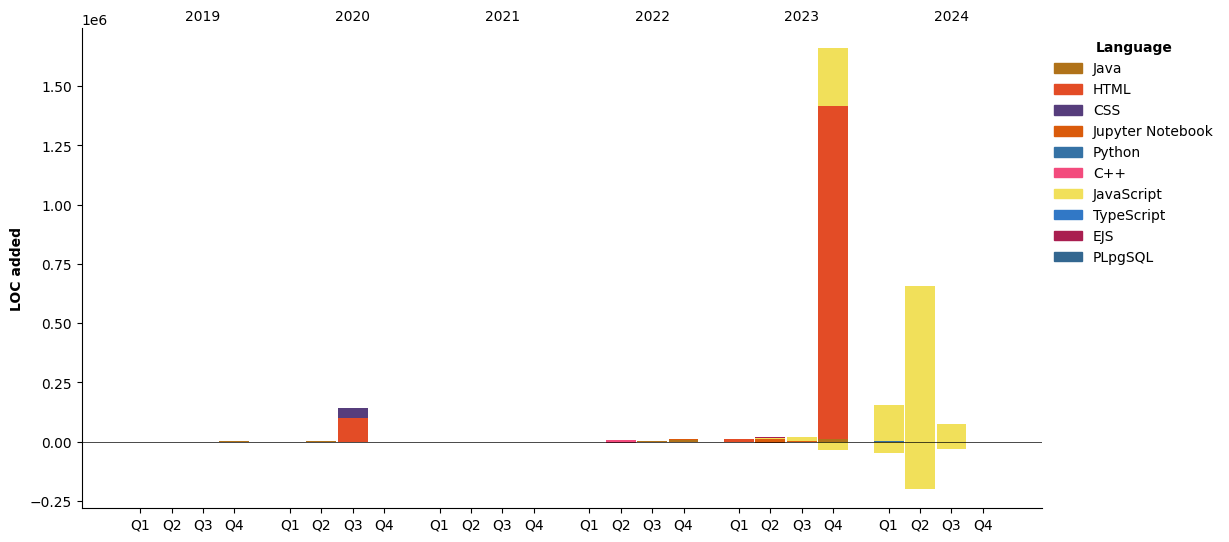 1e6
2019 2020 2021 2022 2023 2024
1.50
1.25
1.00
0.75
0.50
0.25
0.00
−0.25
LOC added
Q1 Q2 Q3 Q4 Q1 Q2 Q3 Q4 Q1 Q2 Q3 Q4 Q1 Q2 Q3 Q4 Q1 Q2 Q3 Q4 Q1 Q2 Q3 Q4
Language
Java
HTML
CSS
Jupyter Notebook
Python
C++
JavaScript
TypeScript
EJS
PLpgSQL